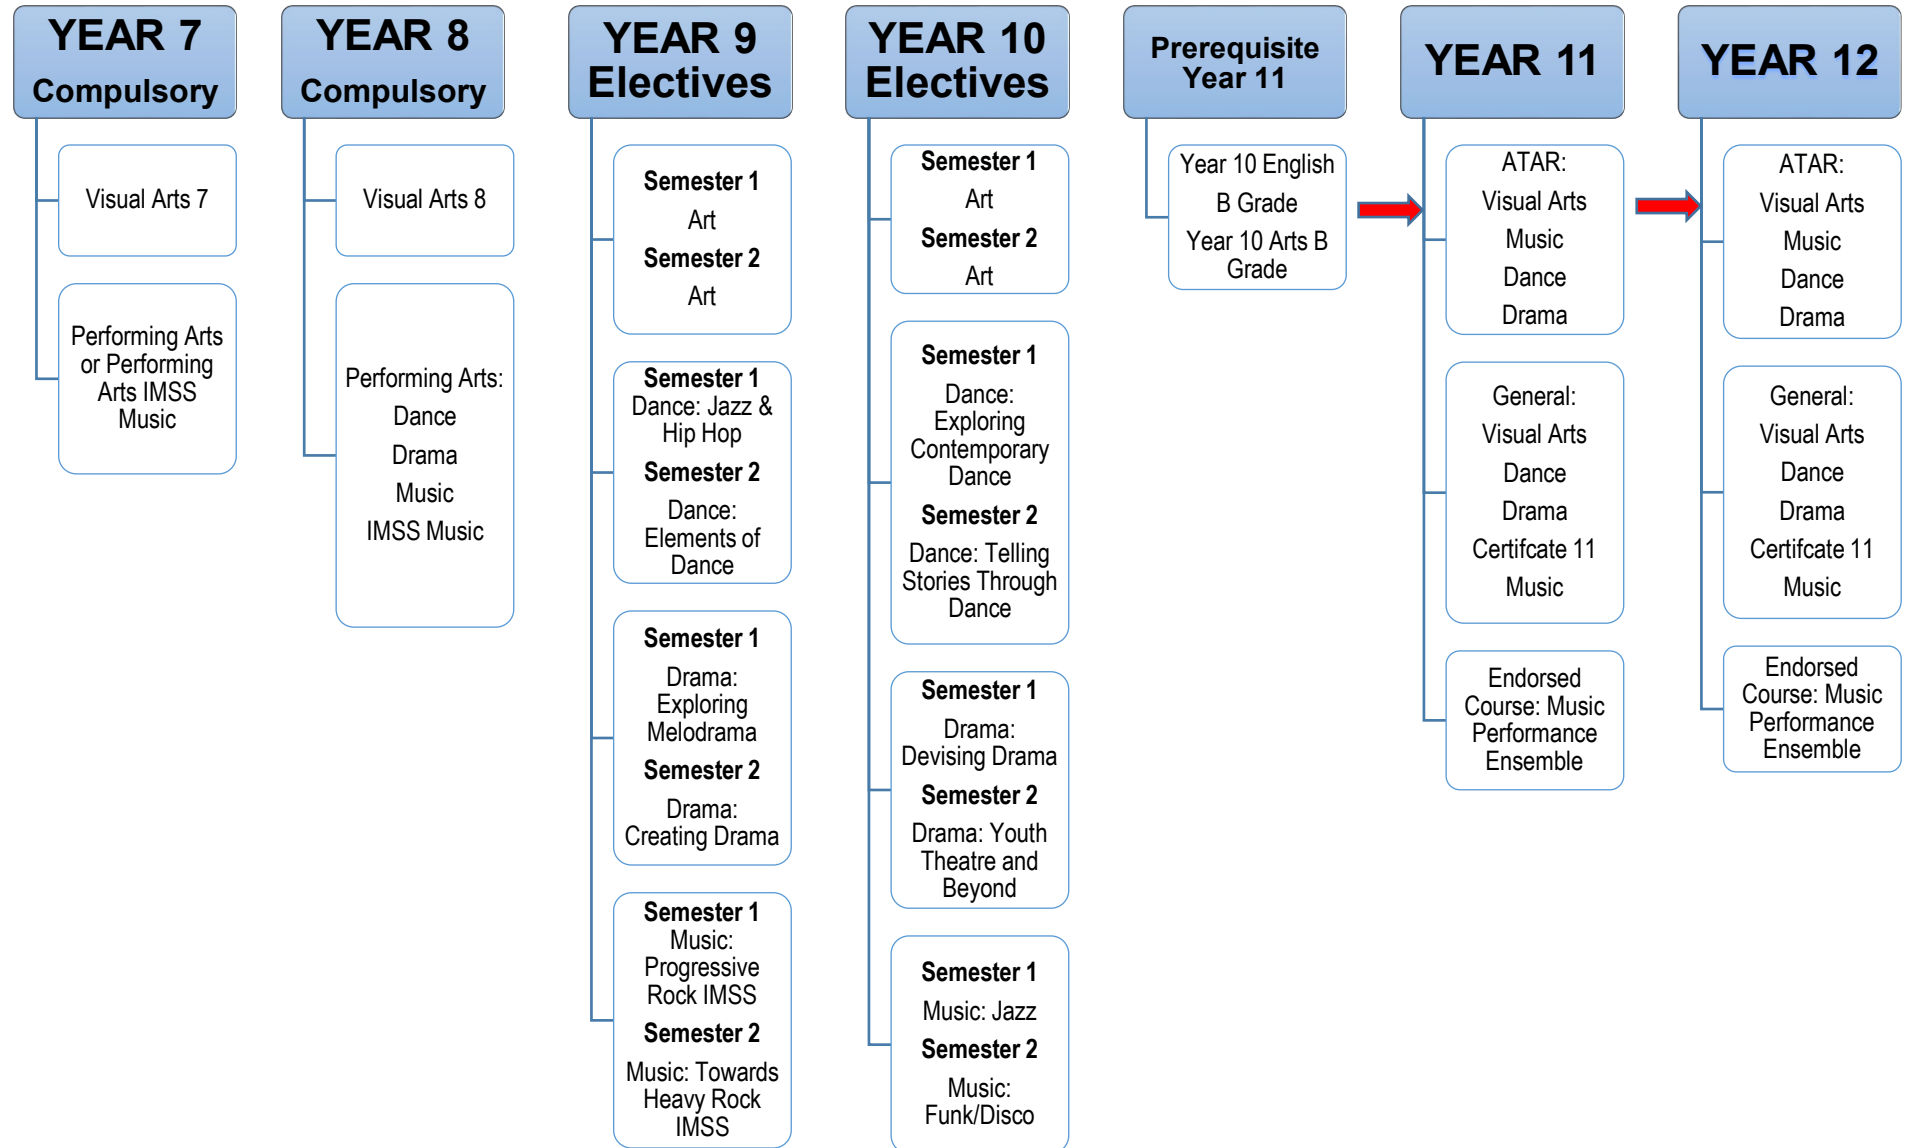 YEAR 7
Compulsory
Visual Arts 7
Performing Arts
or Performing
Arts IMSS
Music
YEAR 8
Compulsory
Visual Arts 8
Performing Arts:
Dance
Drama
Music
IMSS Music
YEAR 9
Electives
Semester 1
Art
Semester 2
Art
Semester 1
Dance: Jazz &
Hip Hop
Semester 2
Dance:
Elements of
Dance
Semester 1
Drama:
Exploring
Melodrama
Semester 2
Drama:
Creating Drama
Semester 1
Music:
Progressive
Rock IMSS
Semester 2
Music: Towards
Heavy Rock
IMSS
YEAR 10
Electives
Semester 1
Art
Semester 2
Art
Semester 1
Dance:
Exploring
Contemporary
Dance
Semester 2
Dance: Telling
Stories Through
Dance
Semester 1
Drama:
Devising Drama
Semester 2
Drama: Youth
Theatre and
Beyond
Semester 1
Music: Jazz
Semester 2
Music:
Funk/Disco
Prerequisite
Year 11
Year 10 English
B Grade
Year 10 Arts B
Grade
YEAR 11
ATAR:
Visual Arts
Music
Dance
Drama
General:
Visual Arts
Dance
Drama
Certifcate 11
Music
Endorsed
Course: Music
Performance
Ensemble
YEAR 12
ATAR:
Visual Arts
Music
Dance
Drama
General:
Visual Arts
Dance
Drama
Certifcate 11
Music
Endorsed
Course: Music
Performance
Ensemble